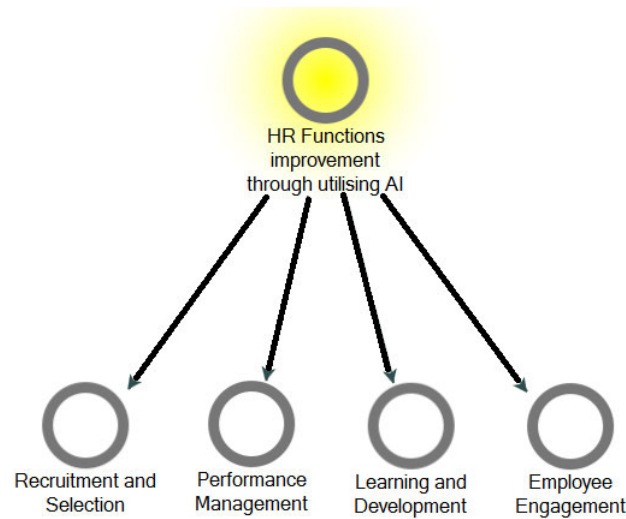 HR Functions
improvement
through utilising AI
Recruitment and
Selection
Performance
Management
Learning and
Development
Employee
Engagement